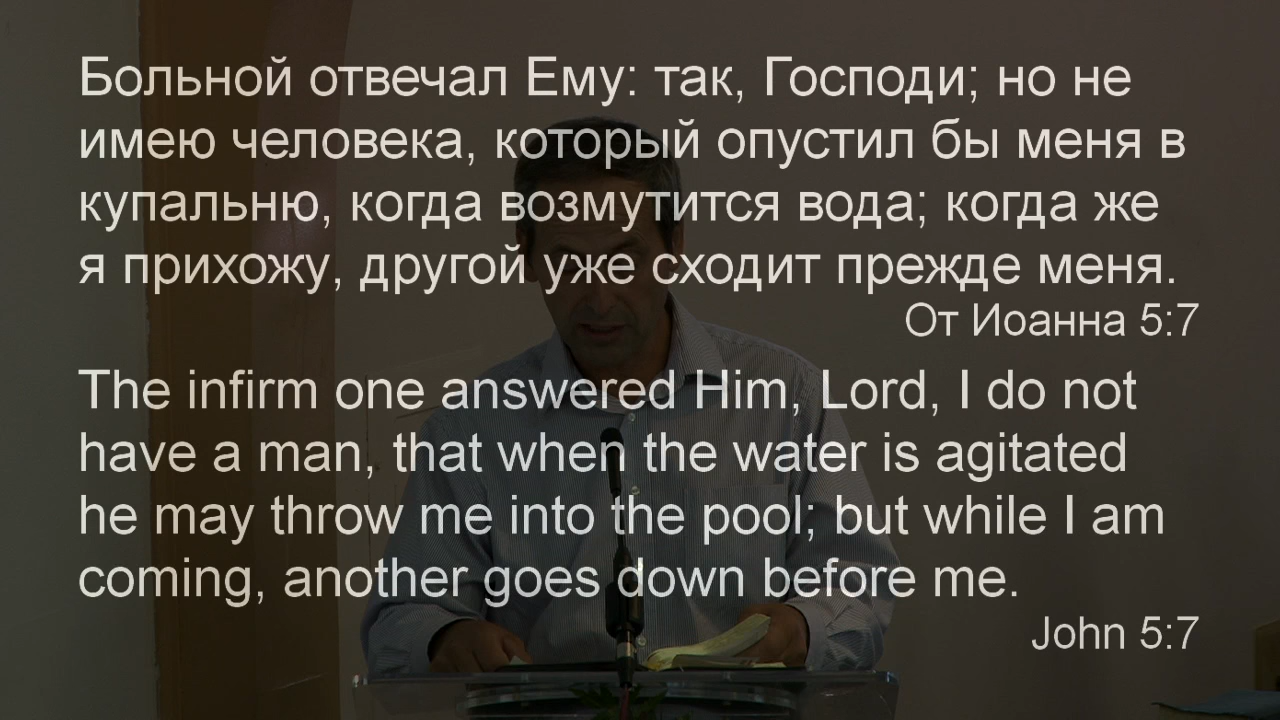 Больной отвечал Ему: так, Господи; но не
имею человека, который опустил бы меня в
купальню, когда возмутится вода; когда же
я прихожу, другой уже сходит прежде меня.
От Иоанна 5:7
The infirm one answered Him, Lord, I do not
have a man, that when the water is agitated
he may throw me into the pool; but while I am
coming, another goes down before me.
John 5:7